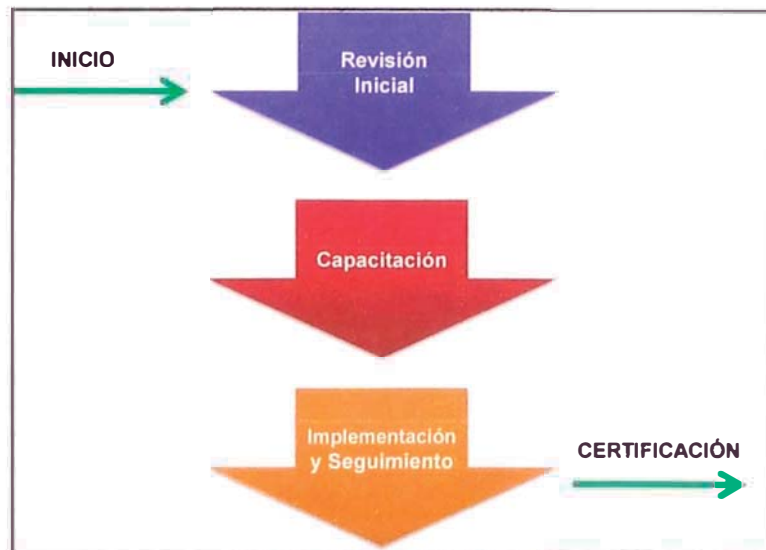 INICIO
Revisión
Inicial
Capacitación
Implementación
y Seguimiento
CERTIFICACIÓN